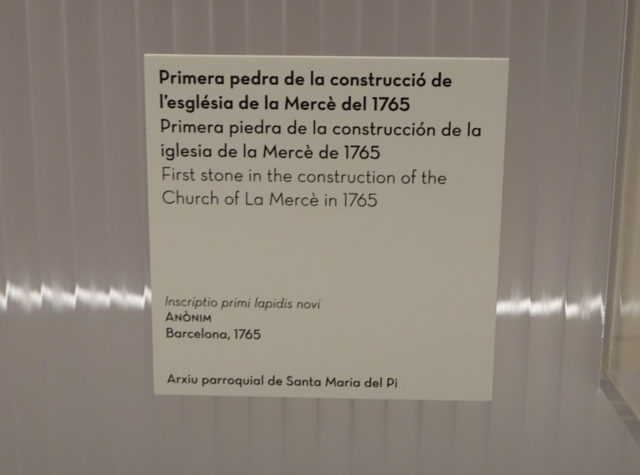 Primera pedra de la construcció de
l'església de la Mercè del 1765
Primera piedra de la construcción de la
iglesia de la Mercè de 1765
First stone in the construction of the
Church of La Mercè in 1765
Inscriptio primi lapidis novi
ANÒNIM
Barcelona, 1765
Arxiu parroquial de Santa Maria del Pi